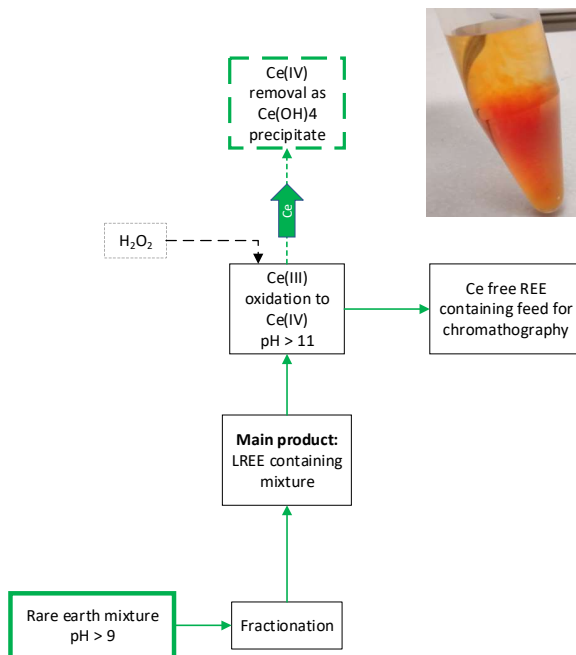 Ce(IV)
removal as
Ce(OH)4
precipitate
Ce
H₂O₂
Ce(III)
oxidation to
Ce(IV)
pH > 11
Ce free REE
containing feed for
chromathography
Main product:
LREE containing
mixture
Rare earth mixture
pH > 9
Fractionation